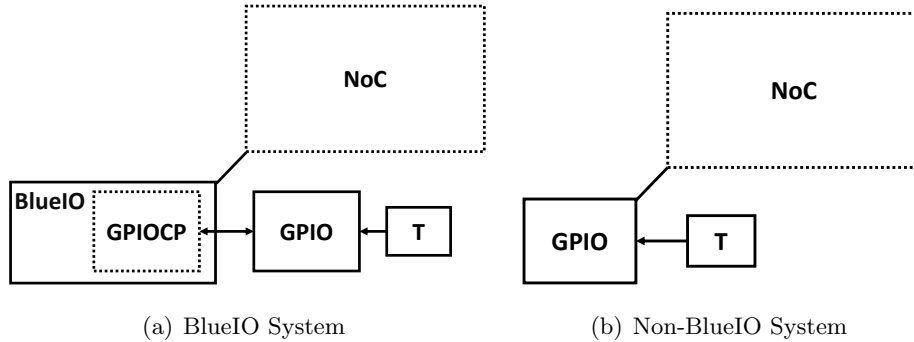 NoC
BlueIO
GPIOCP
GPIO
T
(a) BlueIO System
NoC
GPIO
T
(b) Non-BlueIO System